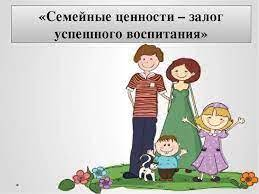 «Семейные ценности – залог
успешного воспитания»